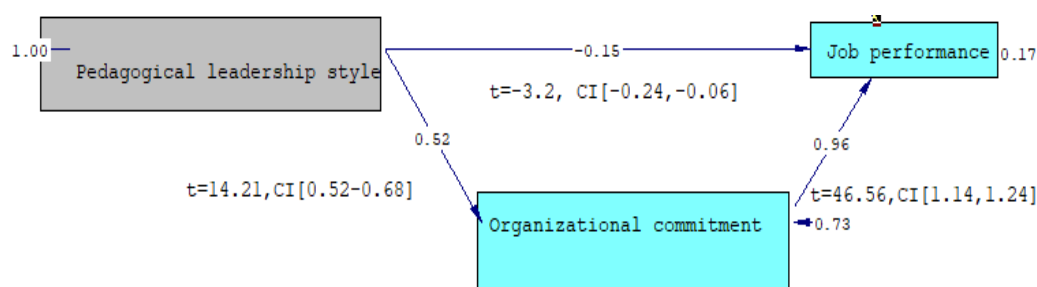 1.00
Pedagogical leadership style
-0.15
Job performance
0.17
t=-3.2, CI[-0.24,-0.06]
0.52
0.96
t=14.21,CI[0.52-0.68]
t=46.56,CI[1.14,1.24]
Organizational commitment
0.73